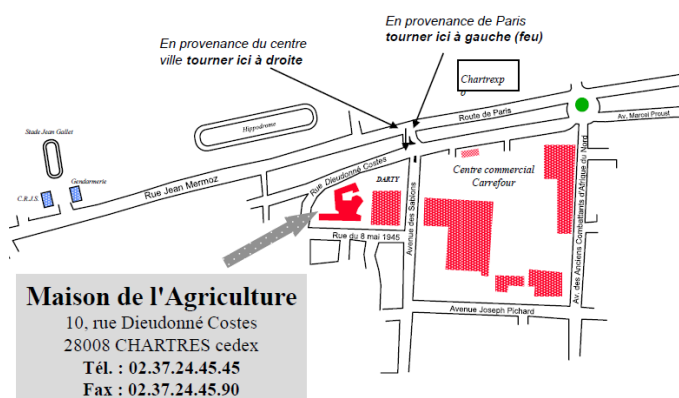 En provenance de Paris
tourner ici à gauche (feu)
En provenance du centre
ville tourner ici à droite
Chartrexp
Route de Paris
Av. Marcel Proust
Stade Jean Gallet
Hippodrome
Gendarmerie
C.R.J.S.
Rue Jean Mermoz
Rue Dieudonné Costes
DARTY
Centre commercial
Carrefour
Avenue des Sablons
Av. des Anciens Combattants d'Afrique du Nord
Rue du 8 mai 1945
Avenue Joseph Pichard
Maison de l'Agriculture
10, rue Dieudonné Costes
28008 CHARTRES cedex
Tél. : 02.37.24.45.45
Fax : 02.37.24.45.90